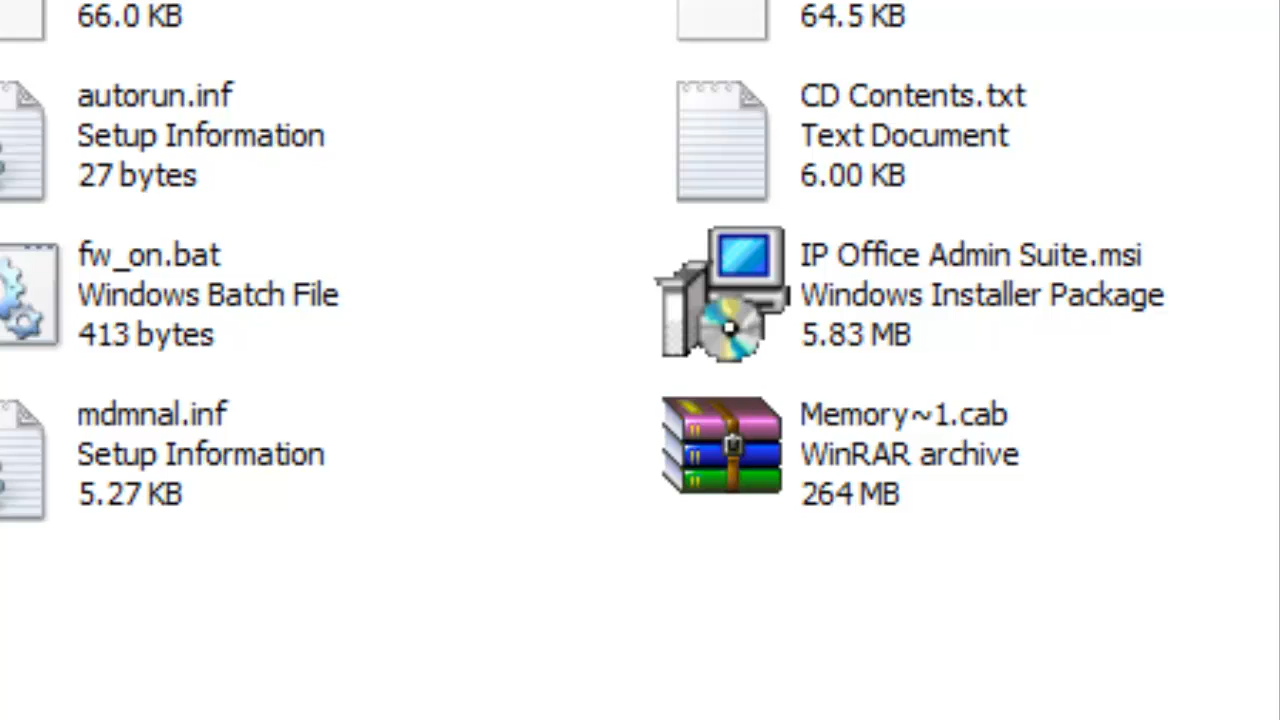 66.0 KB
64.5 KB
autorun.inf
Setup Information
27 bytes
CD Contents.txt
Text Document
6.00 KB
fw_on.bat
Windows Batch File
413 bytes
IP Office Admin Suite.msi
Windows Installer Package
5.83 MB
mdmnal.inf
Setup Information
5.27 KB
Memory~1.cab
WinRAR archive
264 MB